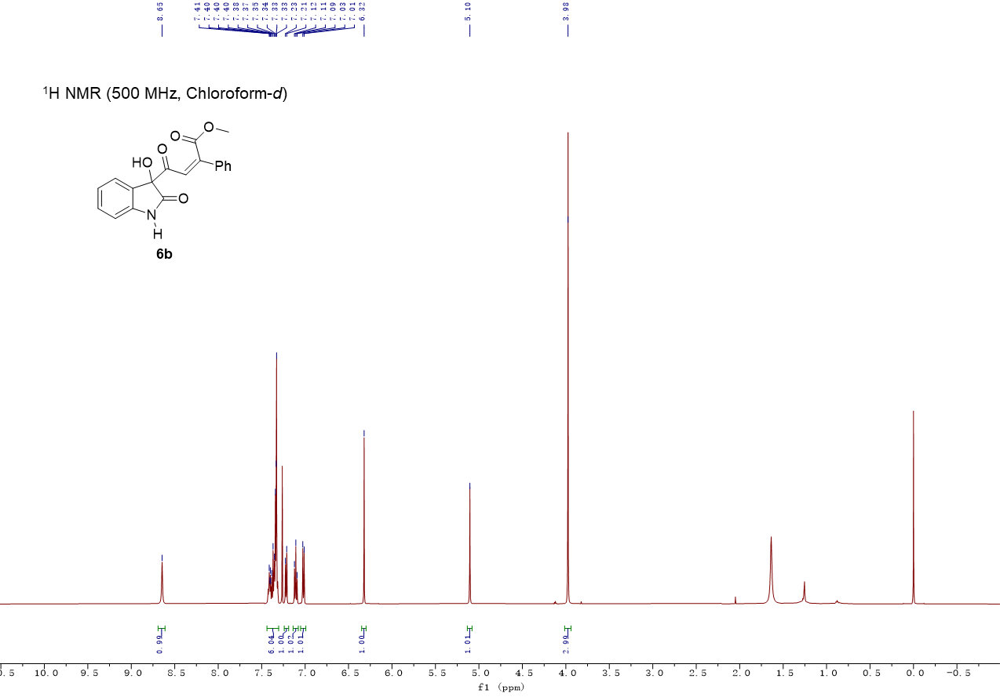 8.65 7.41 7.40 7.40 7.40 7.38 7.37 7.35 7.34 7.33 7.33 7.23 7.21 7.12 7.11 7.09 7.03 7.01 6.32 5.10 3.98
¹H NMR (500 MHz, Chloroform-d)
O
O
O
HO
Ph
O
N
H
6b
0.99 6.04 1.00 1.02 1.01 1.00 1.01 2.99
0.5 10.0 9.5 9.0 8.5 8.0 7.5 7.0 6.5 6.0 5.5 5.0 4.5 4.0 3.5 3.0 2.5 2.0 1.5 1.0 0.5 0.0 -0.5
f1 (ppm)